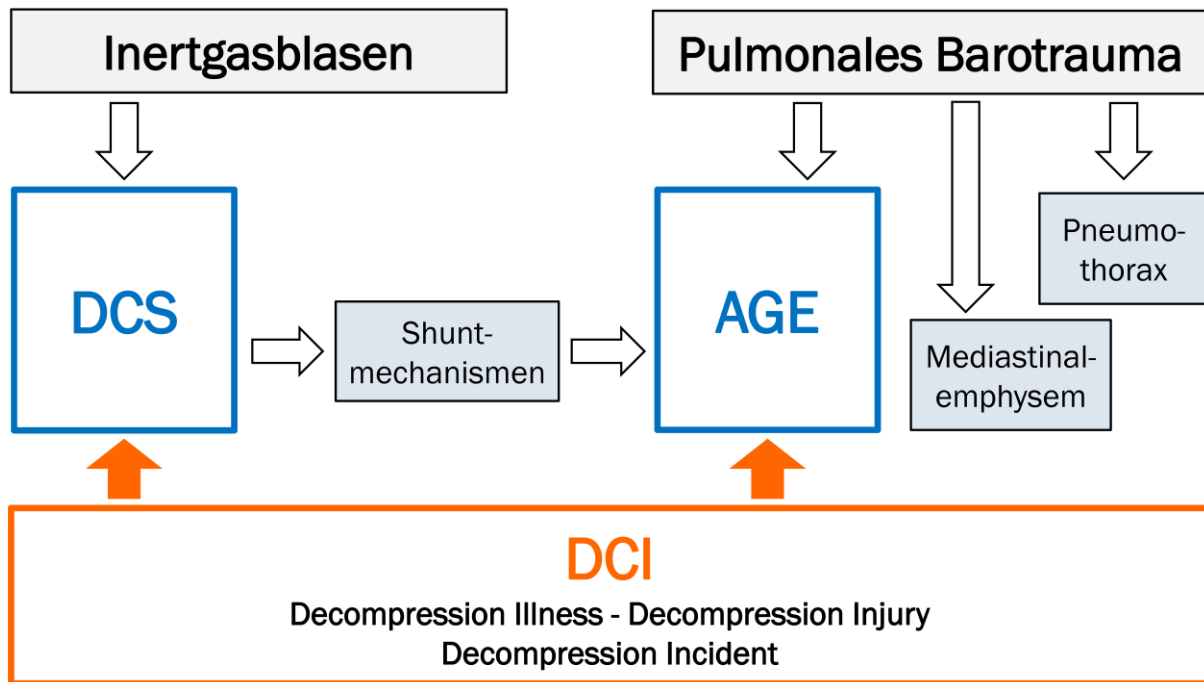 Inertgasblasen
Pulmonales Barotrauma
DCS
Shunt-
mechanismen
AGE
Mediastinal-
emphysem
Pneumo-
thorax
DCI
Decompression Illness - Decompression Injury
Decompression Incident